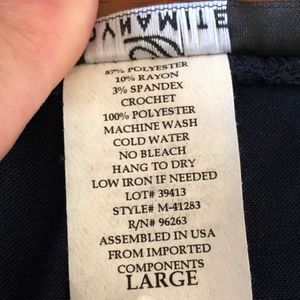 87% POLYESTER
10% RAYON
3% SPANDEX
CROCHET
100% POLYESTER
MACHINE WASH
COLD WATER
NO BLEACH
HANG TO DRY
LOW IRON IF NEEDED
LOT# 39413
STYLE# M-41283
R/N# 96263
ASSEMBLED IN USA
FROM IMPORTED
COMPONENTS
LARGE